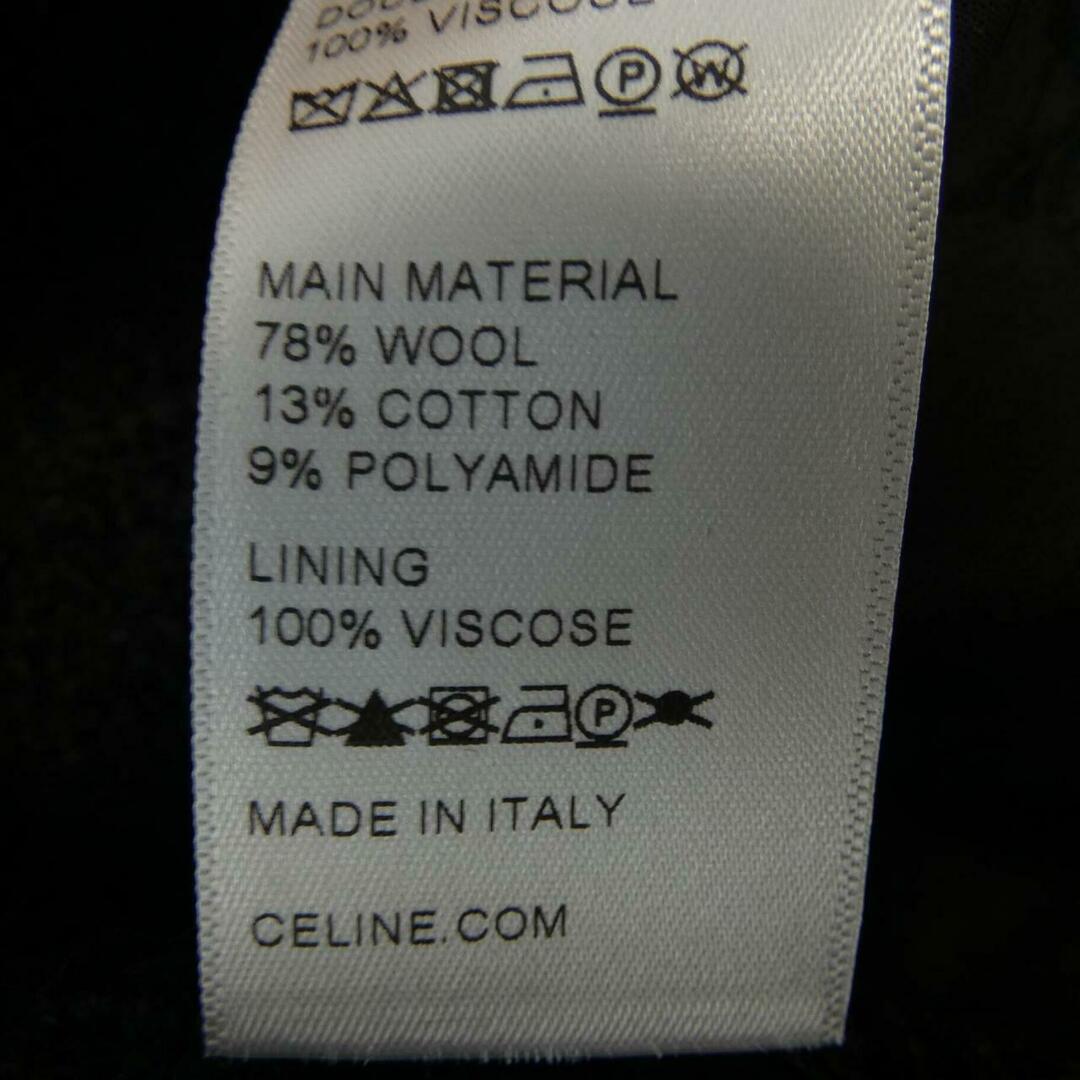 100% VISCOSE
P W
MAIN MATERIAL
78% WOOL
13% COTTON
9% POLYAMIDE
LINING
100% VISCOSE
P
MADE IN ITALY
CELINE.COM